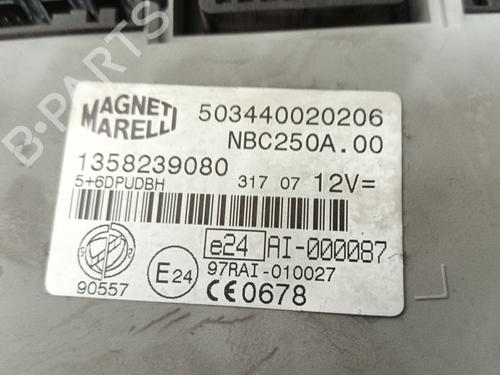 B-PARTS
MAGNETI MARELLI
503440020206
NBC250A.00
1358239080
5+6DPUDBH
317 07 12V=
e24 AI-000087
E24
97RAI-010027
90557
CE0678